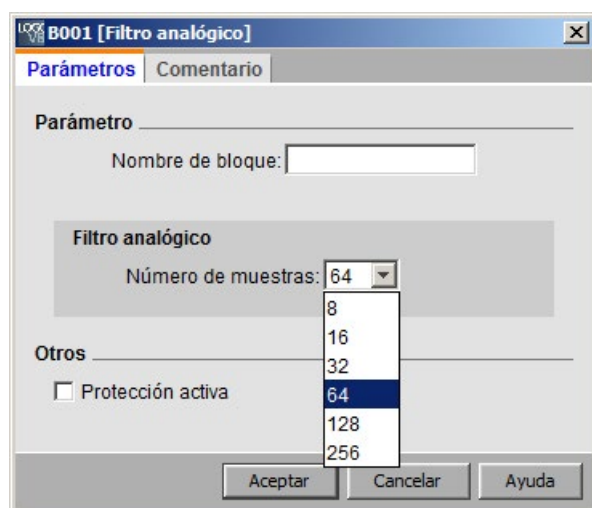 B001 [Filtro analógico]
Parámetros Comentario
Parámetro
Nombre de bloque:
Filtro analógico
Número de muestras: 64
8
16
32
64
128
256
Otros
Protección activa
Aceptar Cancelar Ayuda